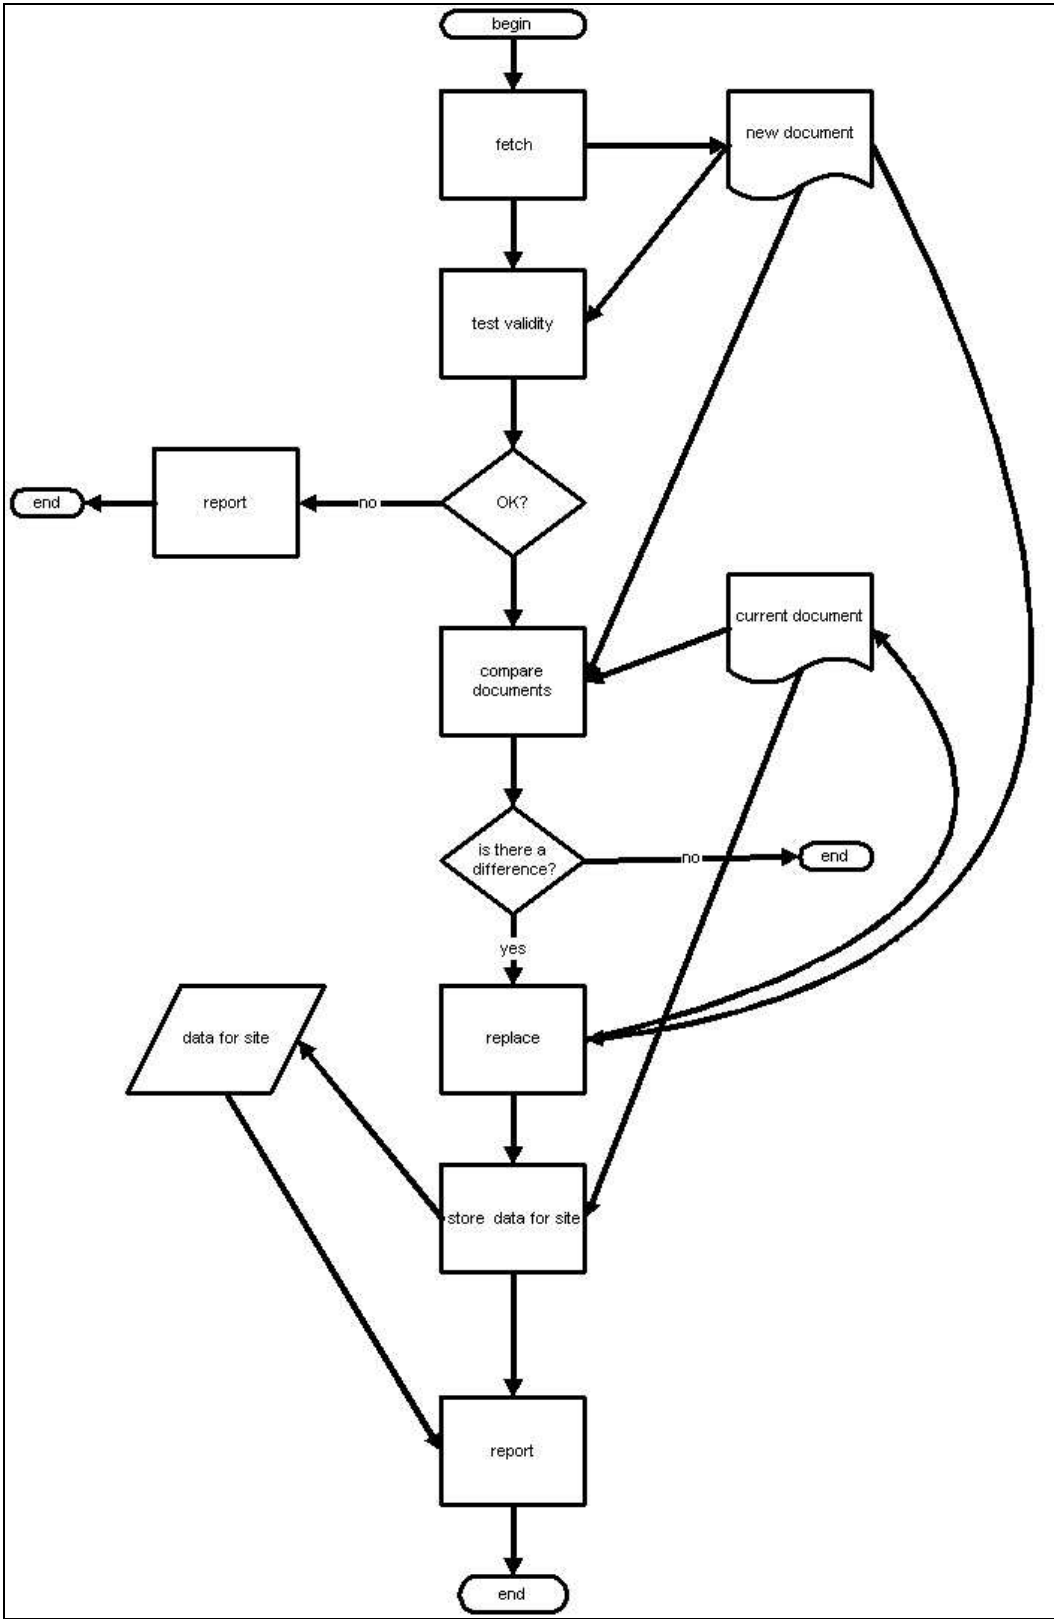 begin
fetch
new document
test validity
end
report
no
OK?
current document
compare
documents
is there a
difference?
no
end
yes
data for site
replace
store  data for site
report
end